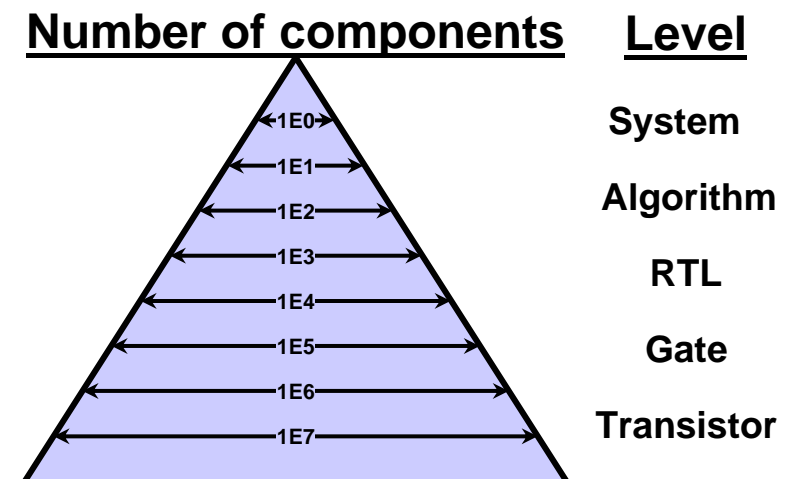 Number of components Level
1E0
System
1E1
Algorithm
1E2
1E3
RTL
1E4
1E5
Gate
1E6
Transistor
1E7